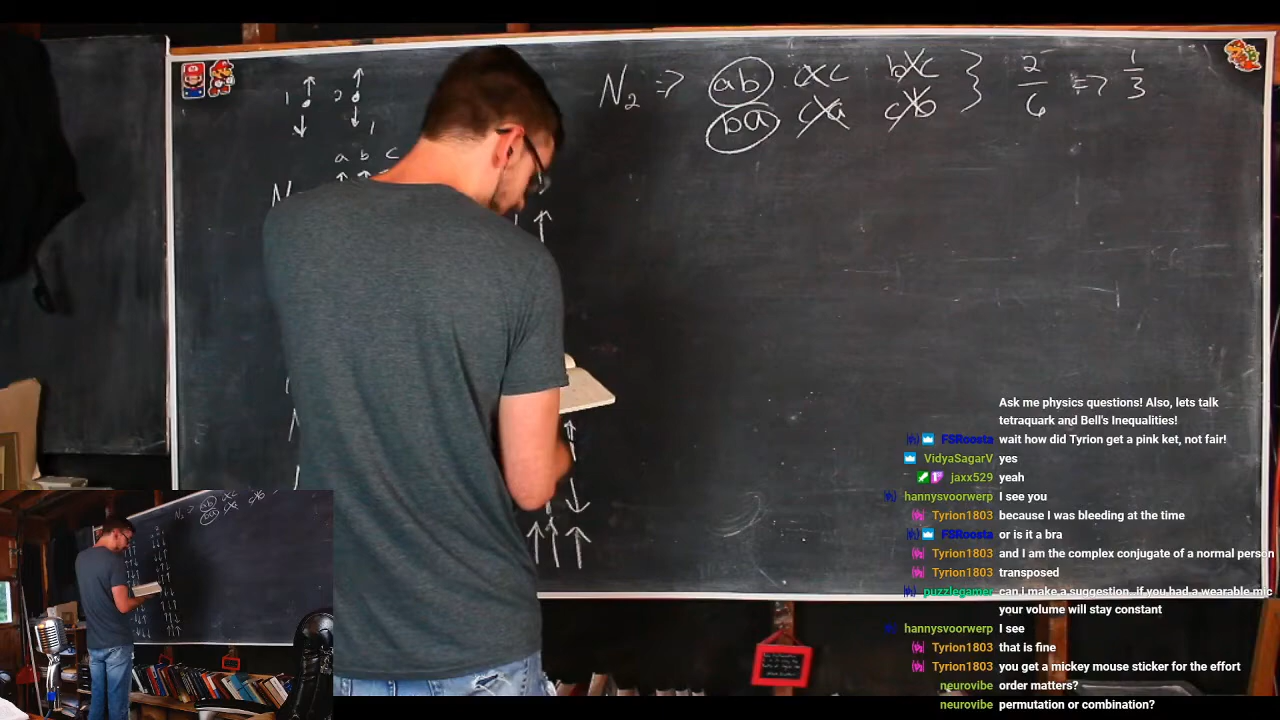 1 2
1
a b c
N
N₂ => ab ac bc } 2/6 => 1/3
ba ca cb
Ask me physics questions! Also, lets talk
tetraquark and Bell's Inequalities!
FSRoosta wait how did Tyrion get a pink ket, not fair!
VidyaSagarV yes
jaxx529 yeah
hannysvoorwerp I see you
Tyrion1803 because I was bleeding at the time
FSRoosta or is it a bra
Tyrion1803 and I am the complex conjugate of a normal person
Tyrion1803 transposed
puzzlegamer can i make a suggestion..if you had a wearable mic
your volume will stay constant
hannysvoorwerp I see
Tyrion1803 that is fine
Tyrion1803 you get a mickey mouse sticker for the effort
neurovibe order matters?
neurovibe permutation or combination?